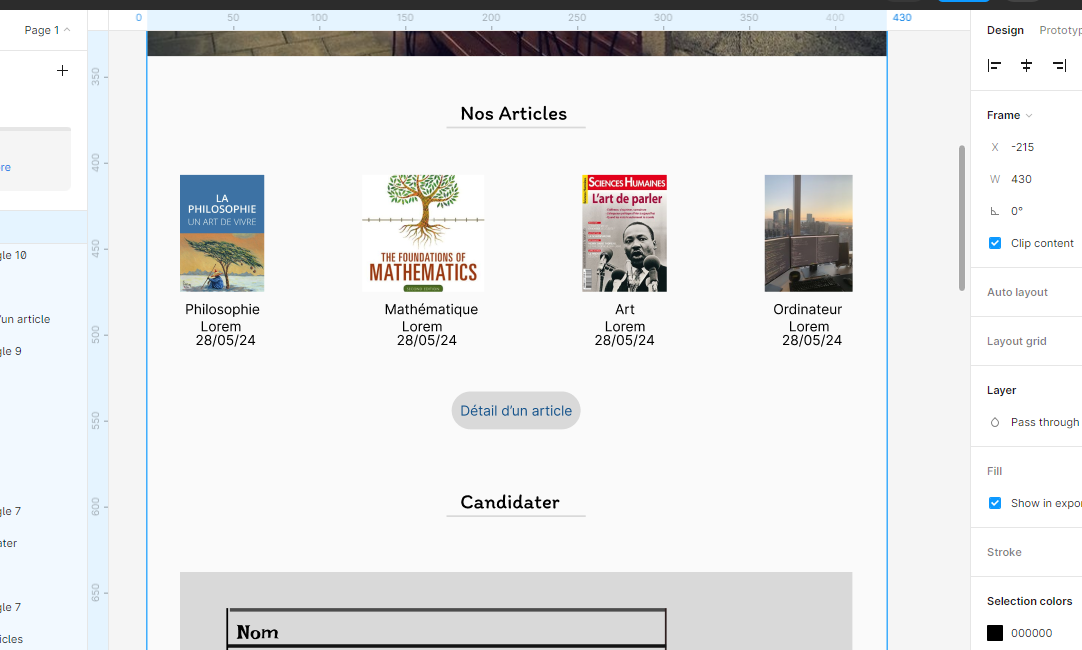 Page 1
0 50 100 150 200 250 300 350 400 430
Design Prototyp
350
400
450
500
550
600
650
re
gle 10
'un article
gle 9
gle 7
ater
gle 7
icles
Nos Articles
LA
PHILOSOPHIE
UN ART DE VIVRE
THE FOUNDATIONS OF
MATHEMATICS
SECOND EDITION
SCIENCES HUMAINES
L'art de parler
Philosophie
Lorem
28/05/24
Mathématique
Lorem
28/05/24
Art
Lorem
28/05/24
Ordinateur
Lorem
28/05/24
Détail d'un article
Candidater
Nom
Frame
X -215
W 430
0°
Clip content
Auto layout
Layout grid
Layer
Pass through
Fill
Show in expor
Stroke
Selection colors
000000